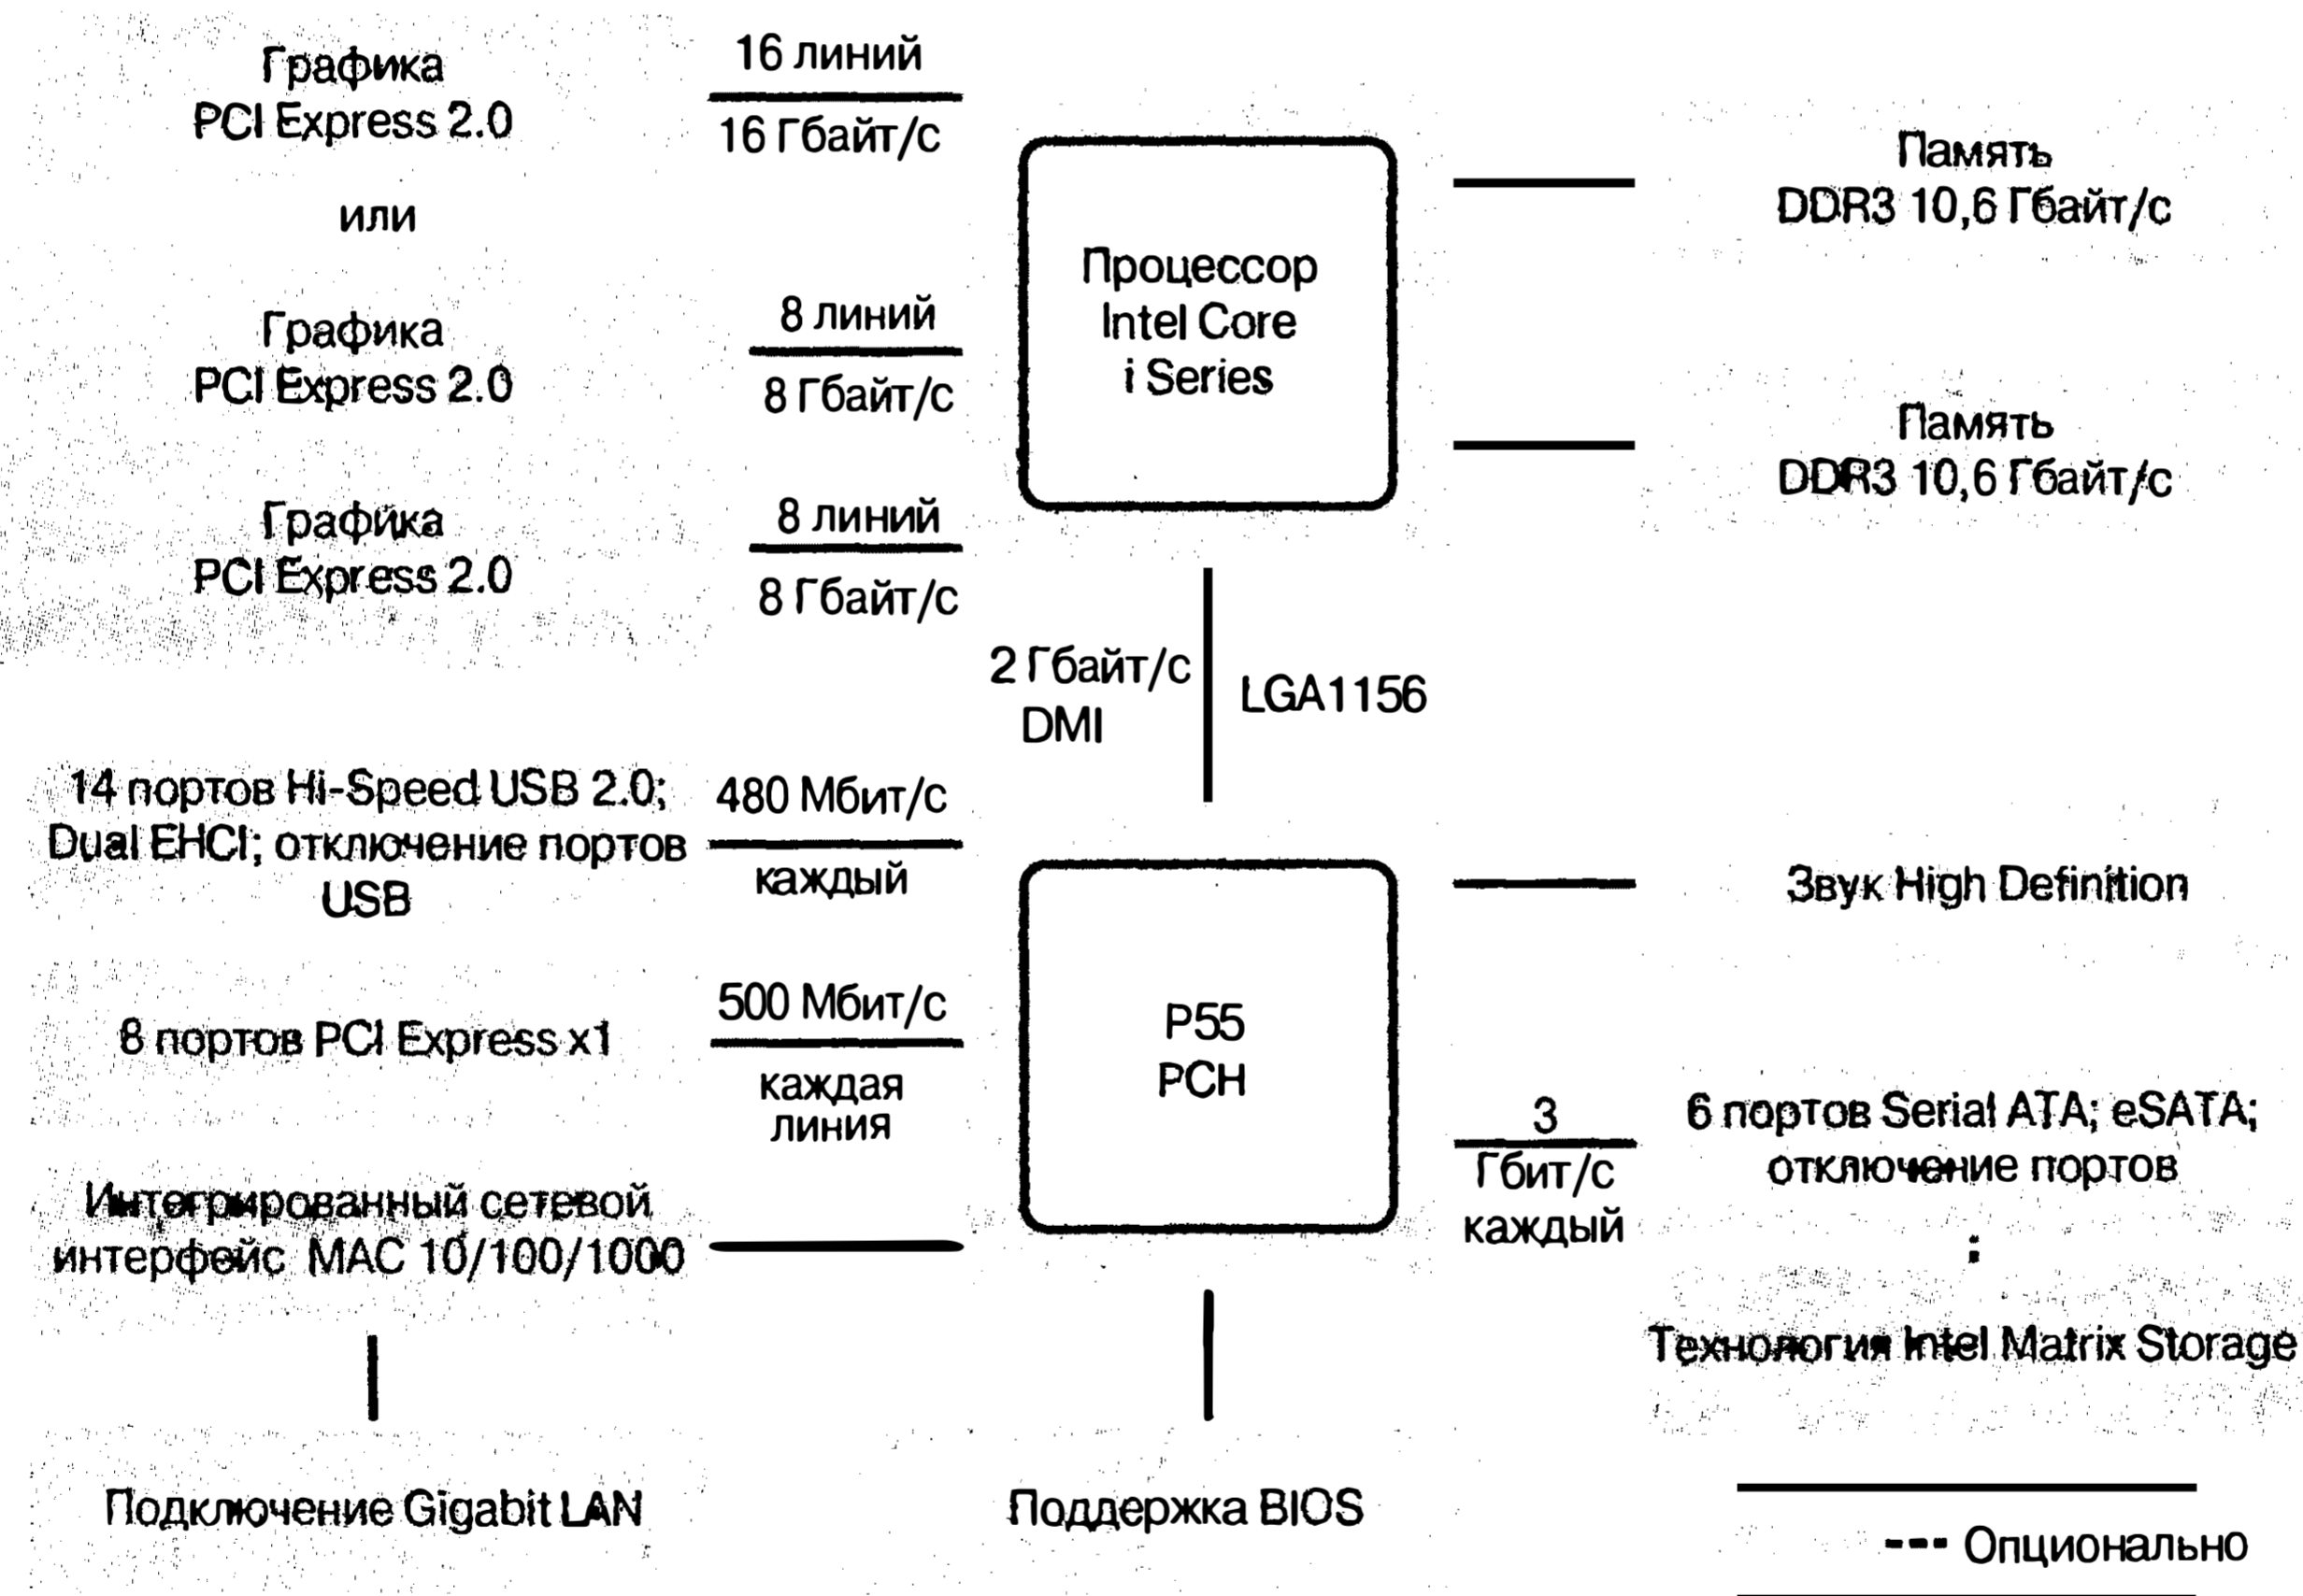 Графика
PCI Express 2.0
16 линий
16 Гбайт/с
или
Графика
PCI Express 2.0
8 линий
8 Гбайт/с
Графика
PCI Express 2.0
8 линий
8 Гбайт/с
Процессор
Intel Core
i Series
Память
DDR3 10,6 Гбайт/с
Память
DDR3 10,6 Гбайт/с
2 Гбайт/с
DMI
LGA1156
14 портов Hi-Speed USB 2.0;
Dual EHCI; отключение портов
USB
480 Мбит/с
каждый
8 портов PCI Express x1
500 Мбит/с
каждая
линия
Интегрированный сетевой
интерфейс MAC 10/100/1000
P55
PCH
Звук High Definition
3
Гбит/с
каждый
6 портов Serial ATA; eSATA;
отключение портов
Технология Intel Matrix Storage
Подключение Gigabit LAN
Поддержка BIOS
--- Опционально